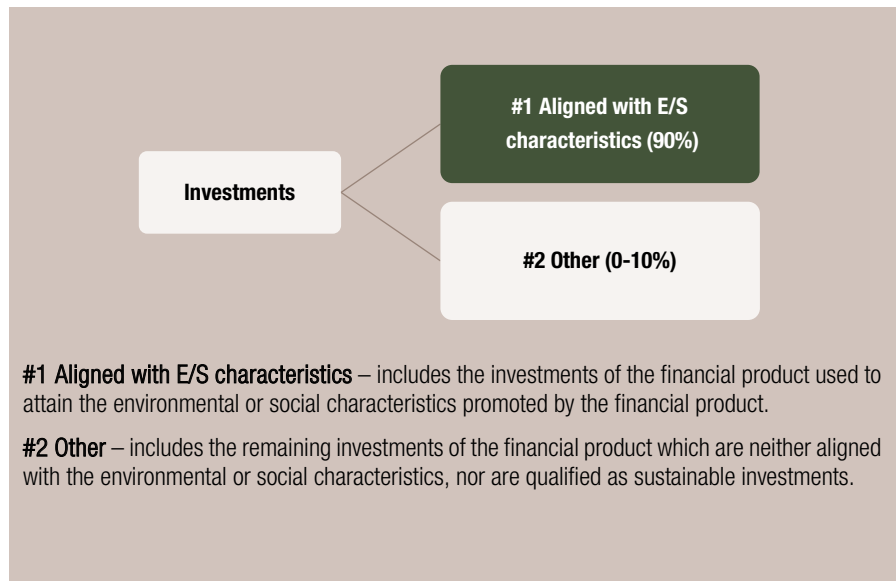 #1 Aligned with E/S
characteristics (90%)
Investments
#2 Other (0-10%)
#1 Aligned with E/S characteristics – includes the investments of the financial product used to
attain the environmental or social characteristics promoted by the financial product.
#2 Other – includes the remaining investments of the financial product which are neither aligned
with the environmental or social characteristics, nor are qualified as sustainable investments.